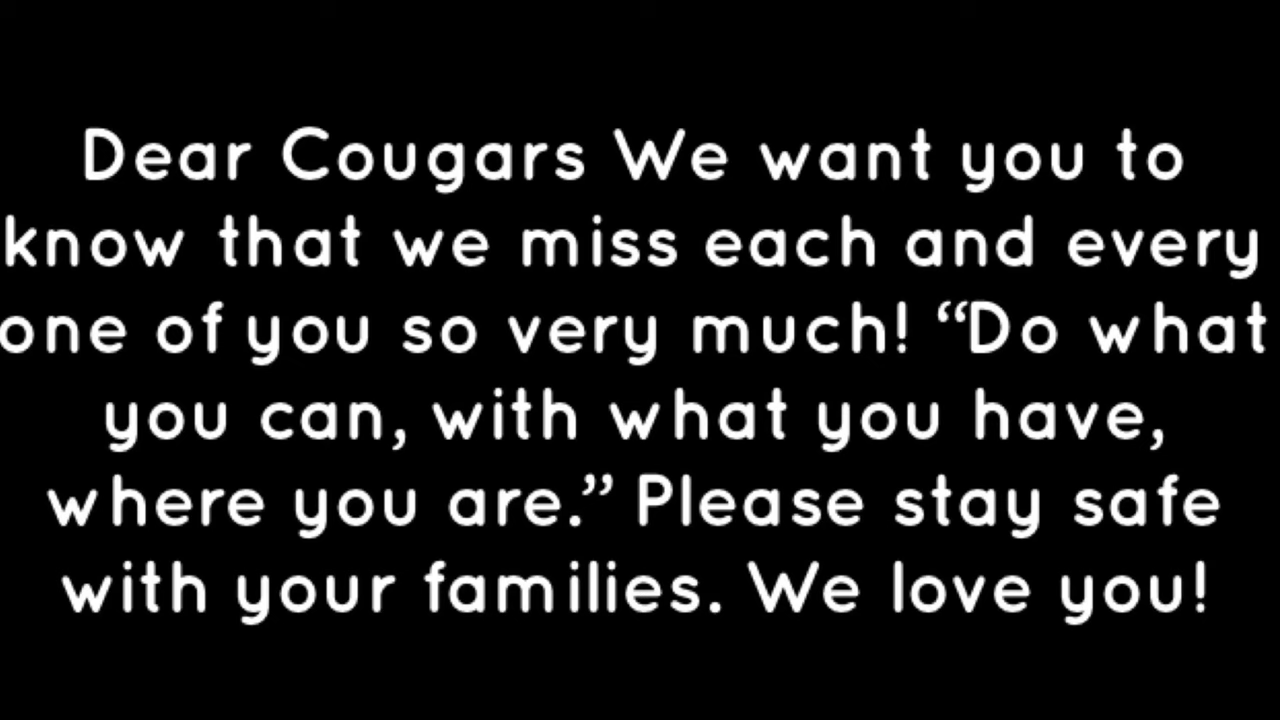 Dear Cougars We want you to
know that we miss each and every
one of you so very much! “Do what
you can, with what you have,
where you are.” Please stay safe
with your families. We love you!